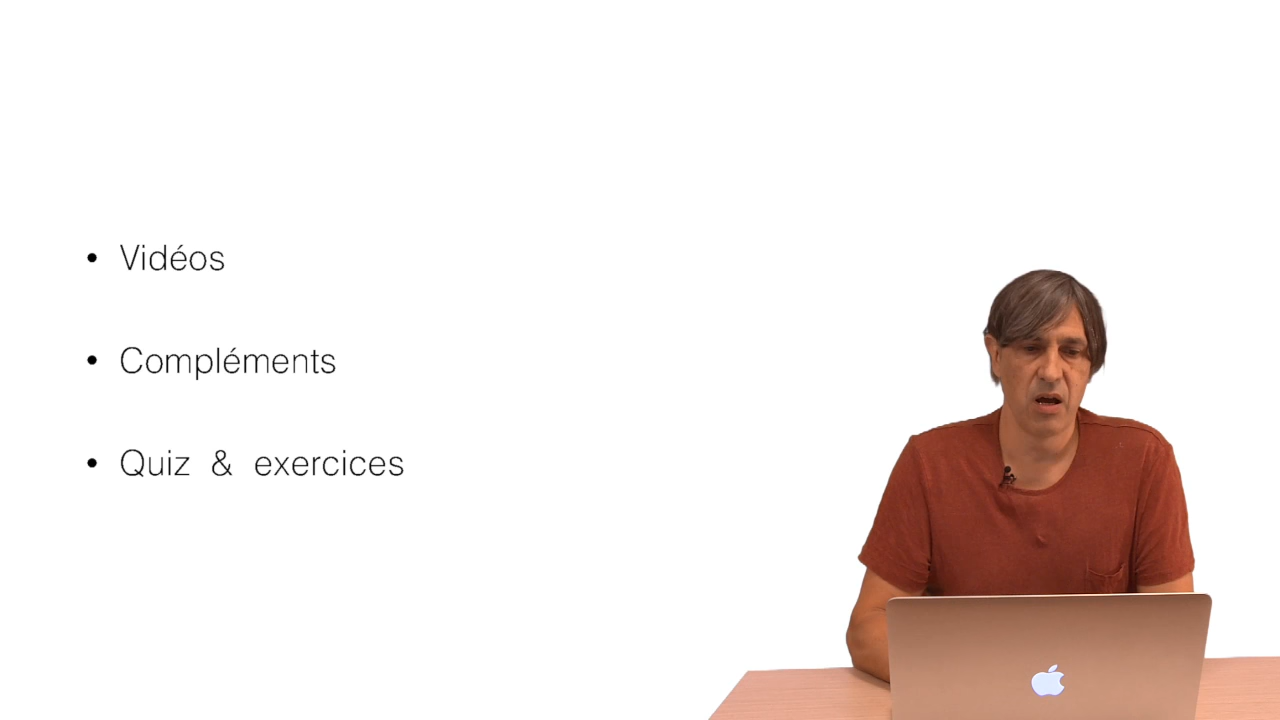 • Vidéos
• Compléments
• Quiz & exercices